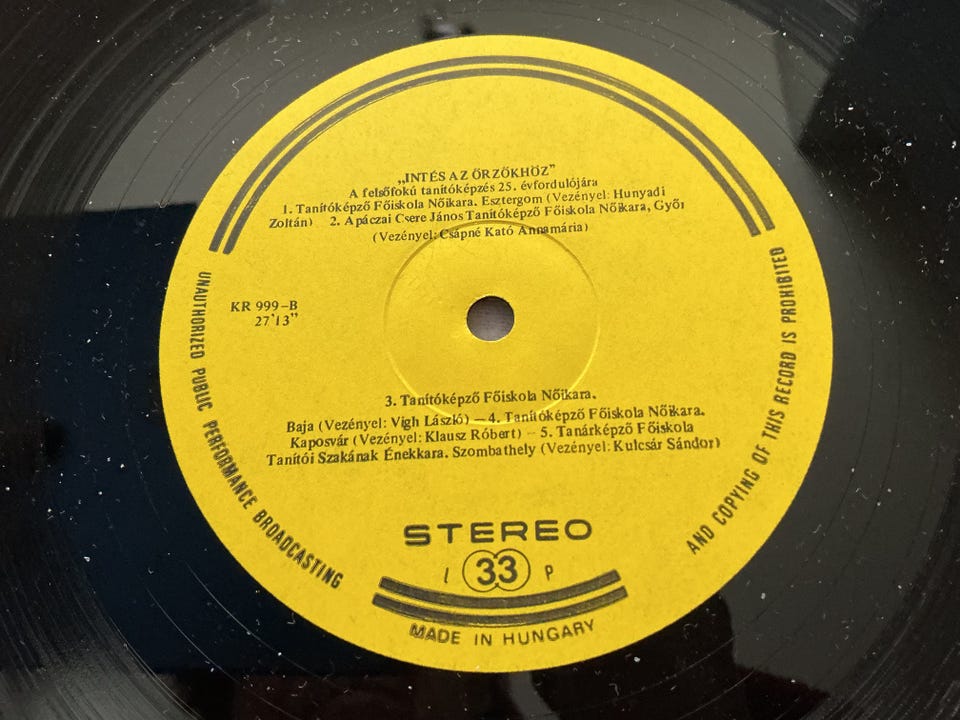 „INTÉS AZ ŐRZŐKHÖZ”
A felsőfokú tanítóképzés 25. évfordulójára
1. Tanítóképző Főiskola Nőikara. Esztergom (Vezényel: Hunyadi
Zoltán) 2. Apáczai Csere János Tanítóképző Főiskola Nőikara, Győr
(Vezényel: Csápné Kató Annamária)
KR 999-B
27'13"
3. Tanítóképző Főiskola Nőikara.
Baja (Vezényel: Vigh László) – 4. Tanítóképző Főiskola Nőikara.
Kaposvár (Vezényel: Klausz Róbert) – 5. Tanárképző Főiskola
Tanítói Szakának Énekkara. Szombathely (Vezényel: Kulcsár Sándor)
STEREO
L 33 P
MADE IN HUNGARY
UNAUTHORIZED PUBLIC PERFORMANCE BROADCASTING
AND COPYING OF THIS RECORD IS PROHIBITED